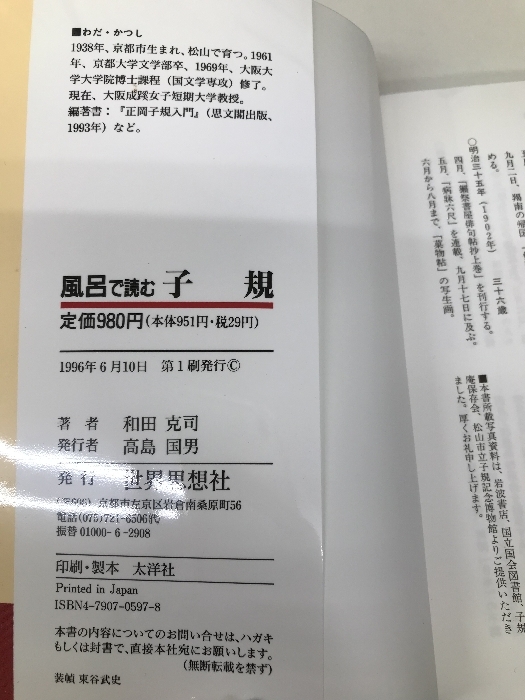 ■わだ・かつし
1938年、京都市生まれ、松山で育つ。1961
年、京都大学文学部卒、1969年、大阪大
学大学院博士課程（国文学専攻）修了。
現在、大阪成蹊女子短期大学教授。
編著書：『正岡子規入門』（思文閣出版、
1993年）など。
風呂で読む 子規
定価980円（本体951円・税29円）
1996年6月10日 第1刷発行©
著者 和田克司
発行者 高島国男
発行 世界思想社
京都市左京区岩倉南桑原町56
電話(075)721-6506代
振替01000-6-2908
印刷・製本 太洋社
Printed in Japan
ISBN4-7907-0597-8
本書の内容についてのお問い合せは、ハガキ
もしくは封書で、直接本社宛にお願いします。
（無断転載を禁ず）
装幀 東谷武史
める。
○明治三十五年（1902年） 三十六歳
四月、『獺祭書屋俳句帖抄上巻』を刊行する。
五月、「病牀六尺」を連載、九月十七日に及ぶ。
六月から八月まで、「菓物帖」の写生画。
■本書所載写真資料は、岩波書店、国立国会図書館、子規
庵保存会、松山市立子規記念博物館よりご提供いただき
ました。厚くお礼申し上げます。